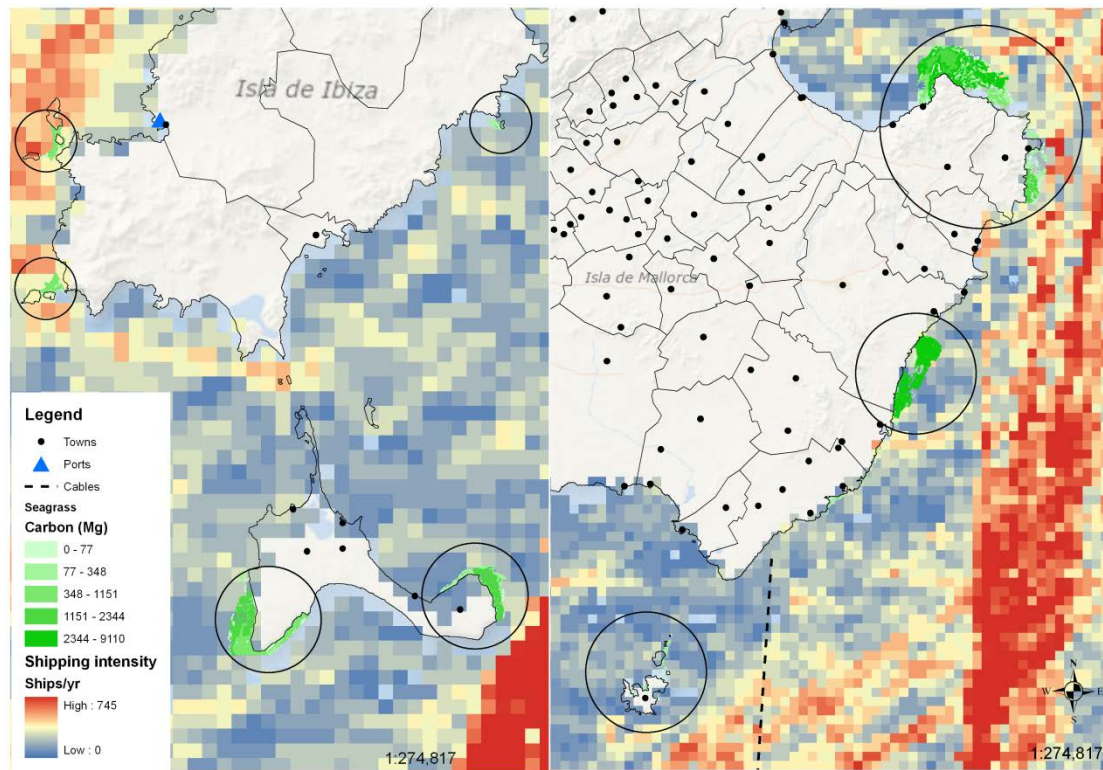 Isla de Ibiza
Isla de Mallorca
Legend
Towns
Ports
Cables
Seagrass
Carbon (Mg)
0 - 77
77 - 348
348 - 1151
1151 - 2344
2344 - 9110
Shipping intensity
Ships/yr
High : 745
Low : 0
1:274,817
N
W
E
S
1:274,817